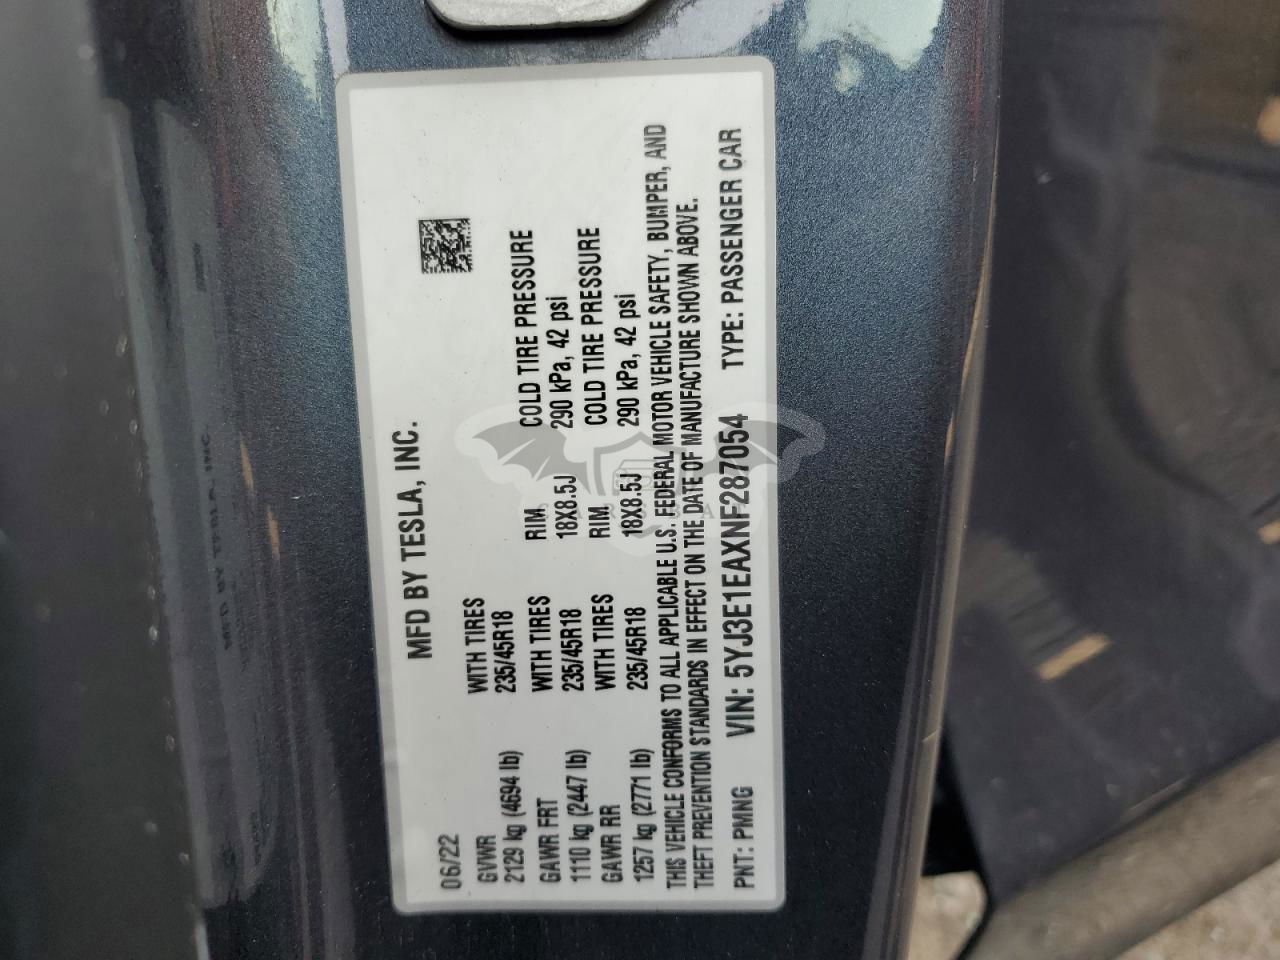 MFD BY TESLA, INC.
06/22
GVWR WITH TIRES RIM COLD TIRE PRESSURE
2129 kg (4694 lb) 235/45R18 18X8.5J 290 kPa, 42 psi
GAWR FRT WITH TIRES RIM COLD TIRE PRESSURE
1110 kg (2447 lb) 235/45R18 18X8.5J 290 kPa, 42 psi
GAWR RR WITH TIRES
1257 kg (2771 lb) 235/45R18
THIS VEHICLE CONFORMS TO ALL APPLICABLE U.S. FEDERAL MOTOR VEHICLE SAFETY, BUMPER, AND
THEFT PREVENTION STANDARDS IN EFFECT ON THE DATE OF MANUFACTURE SHOWN ABOVE.
PNT: PMNG VIN: 5YJ3E1EAXNF287054 TYPE: PASSENGER CAR